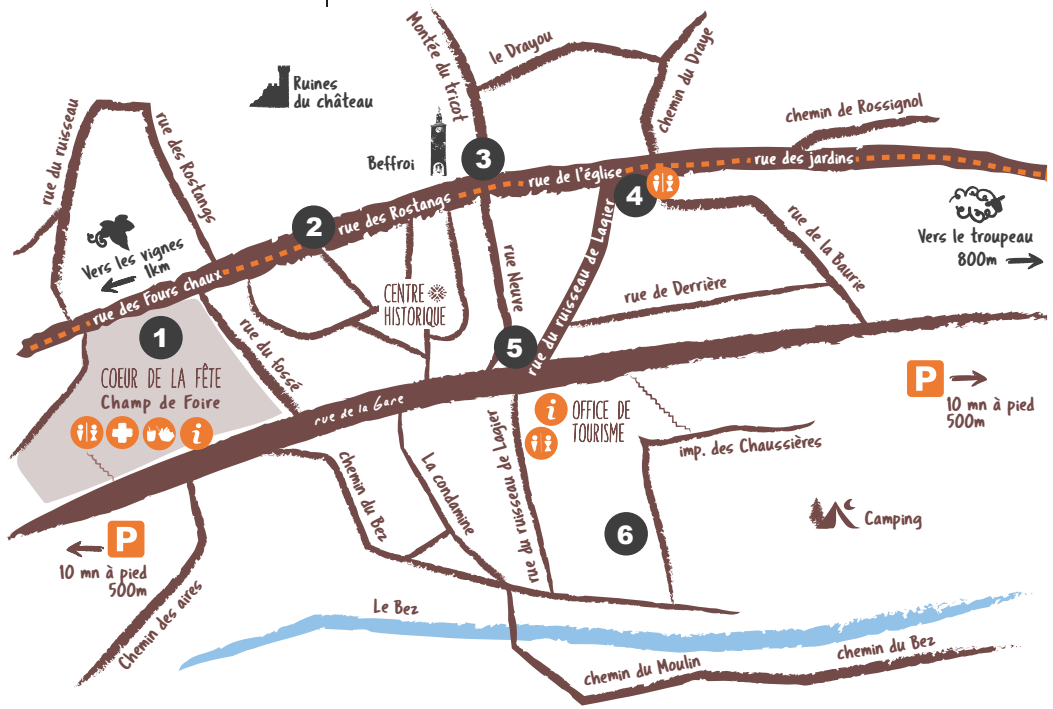 Montée du tricot
le Drayou
chemin du Draye
Ruines
du château
rue du ruisseau
rue des Rostangs
chemin de Rossignol
Beffroi
3
rue de l'église
rue des jardins
4
2
rue des Rostangs
Vers les vignes
1km
rue des Fours chaux
rue Neuve
rue du ruisseau de Lagier
rue de la Baurre
Vers le troupeau
800m
CENTRE
HISTORIQUE
rue de Derrière
1
rue du fossé
5
COEUR DE LA FÊTE
Champ de Foire
i
rue de la Gare
P
10 mn à pied
500m
i
OFFICE DE
TOURISME
imp. des Chaussières
chemin du Bez
La condamine
rue du ruisseau de Lagier
6
Camping
P
10 mn à pied
500m
Chemin des aires
Le Bez
chemin du Moulin
chemin du Bez